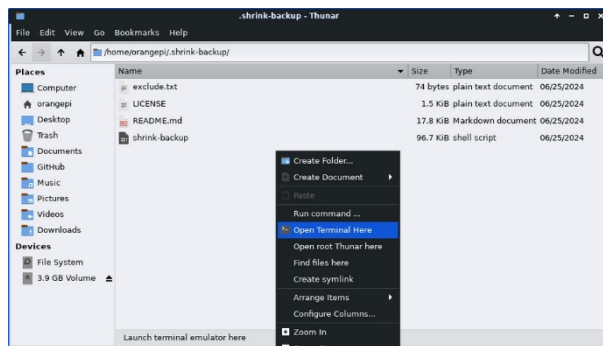 .shrink-backup - Thunar
File Edit View Go Bookmarks Help
/home/orangepi/.shrink-backup/
Places
Computer
orangepi
Desktop
Trash
Documents
GitHub
Music
Pictures
Videos
Downloads
Devices
File System
3.9 GB Volume
Name Size Type Date Modified
exclude.txt 74 bytes plain text document 06/25/2024
LICENSE 1.5 KiB plain text document 06/25/2024
README.md 17.8 KiB Markdown document 06/25/2024
shrink-backup 96.7 KiB shell script 06/25/2024
Create Folder...
Create Document
Paste
Run command ...
Open Terminal Here
Open root Thunar here
Find files here
Create symlink
Arrange Items
Configure Columns...
Zoom In
Launch terminal emulator here